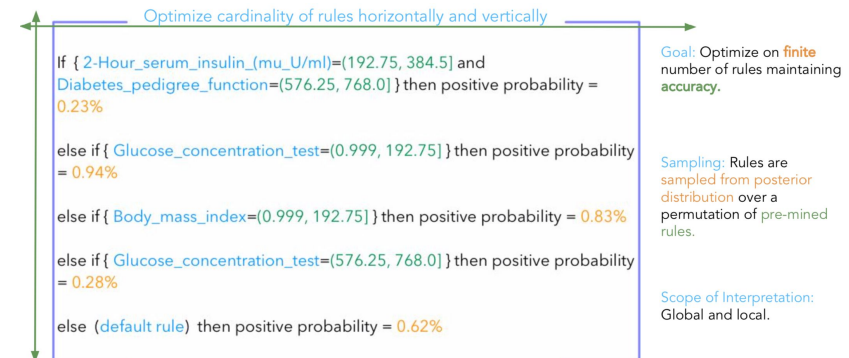 Optimize cardinality of rules horizontally and vertically
If { 2-Hour_serum_insulin_(mu_U/ml)=(192.75, 384.5] and
Diabetes_pedigree_function=(576.25, 768.0] } then positive probability =
0.23%
else if { Glucose_concentration_test=(0.999, 192.75] } then positive probability
= 0.94%
else if { Body_mass_index=(0.999, 192.75] } then positive probability = 0.83%
else if { Glucose_concentration_test=(576.25, 768.0] } then positive probability
= 0.28%
else (default rule) then positive probability = 0.62%
Goal: Optimize on finite
number of rules maintaining
accuracy.
Sampling: Rules are
sampled from posterior
distribution over a
permutation of pre-mined
rules.
Scope of Interpretation:
Global and local.